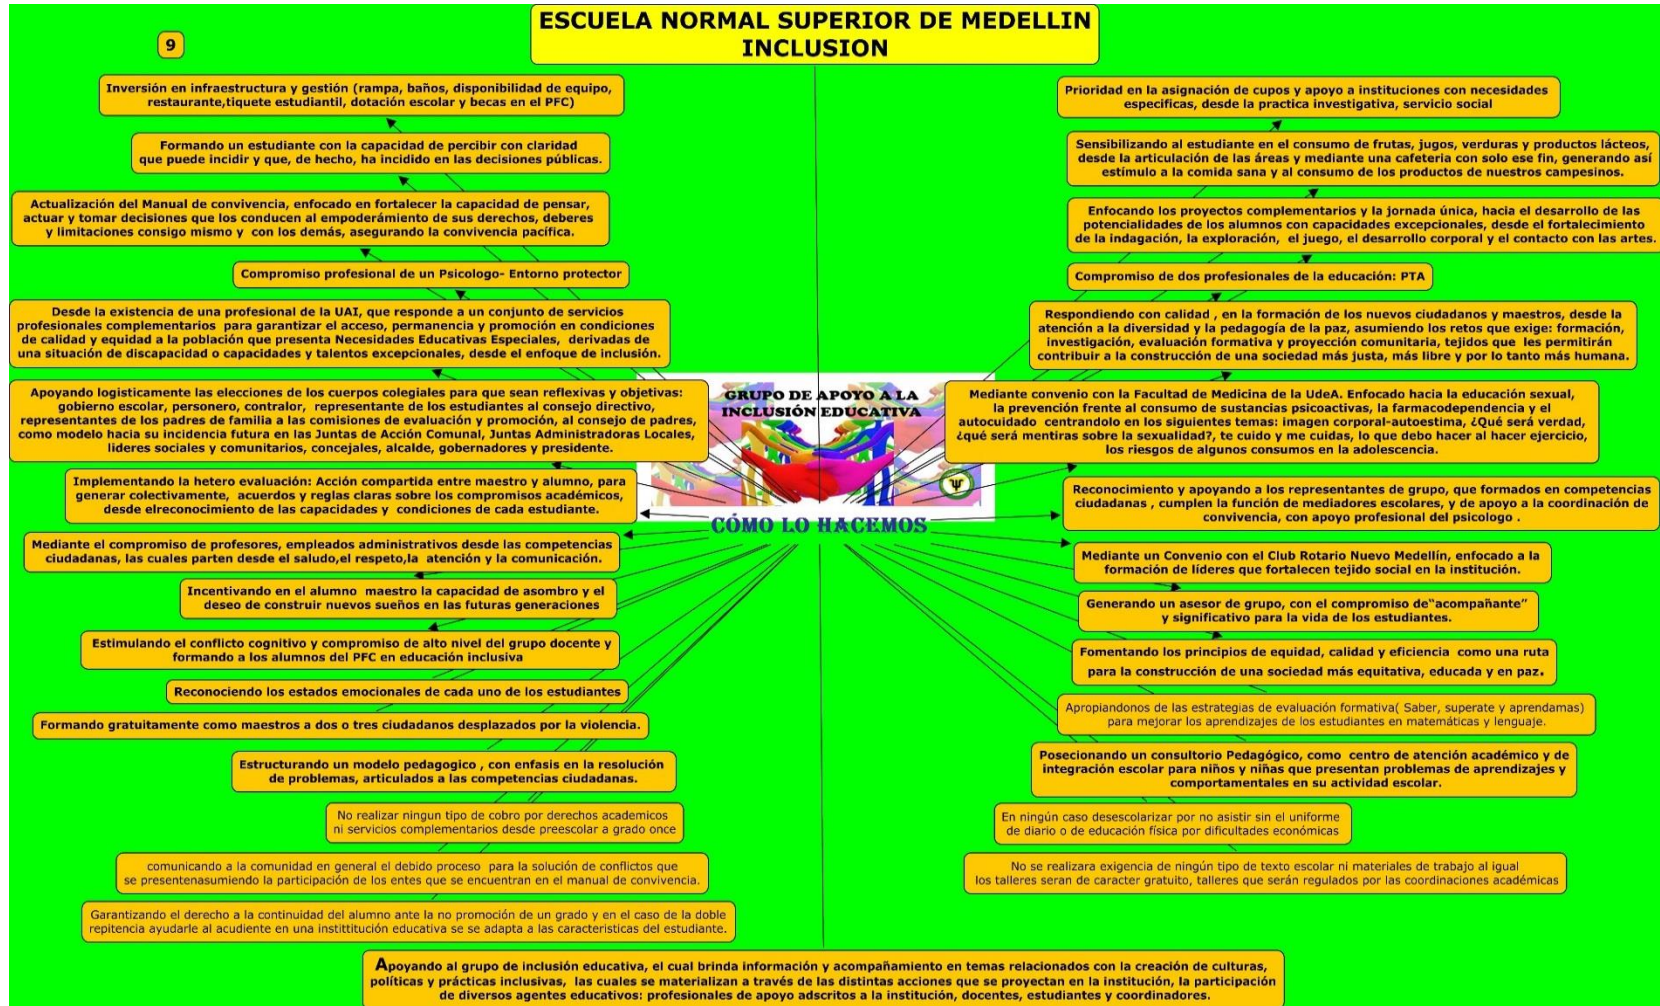 ESCUELA NORMAL SUPERIOR DE MEDELLIN
INCLUSION
9
Inversión en infraestructura y gestión (rampa, baños, disponibilidad de equipo,
restaurante,tiquete estudiantil, dotación escolar y becas en el PFC)
Formando un estudiante con la capacidad de percibir con claridad
que puede incidir y que, de hecho, ha incidido en las decisiones públicas.
Actualización del Manual de convivencia, enfocado en fortalecer la capacidad de pensar,
actuar y tomar decisiones que los conducen al empoderámiento de sus derechos, deberes
y limitaciones consigo mismo y con los demás, asegurando la convivencia pacífica.
Compromiso profesional de un Psicologo- Entorno protector
Desde la existencia de una profesional de la UAI, que responde a un conjunto de servicios
profesionales complementarios para garantizar el acceso, permanencia y promoción en condiciones
de calidad y equidad a la población que presenta Necesidades Educativas Especiales, derivadas de
una situación de discapacidad o capacidades y talentos excepcionales, desde el enfoque de inclusión.
Apoyando logisticamente las elecciones de los cuerpos colegiales para que sean reflexivas y objetivas:
gobierno escolar, personero, contralor, representante de los estudiantes al consejo directivo,
representantes de los padres de familia a las comisiones de evaluación y promoción, al consejo de padres,
como modelo hacia su incidencia futura en las Juntas de Acción Comunal, Juntas Administradoras Locales,
lideres sociales y comunitarios, concejales, alcalde, gobernadores y presidente.
Implementando la hetero evaluación: Acción compartida entre maestro y alumno, para
generar colectivamente, acuerdos y reglas claras sobre los compromisos académicos,
desde elreconocimiento de las capacidades y condiciones de cada estudiante.
Mediante el compromiso de profesores, empleados administrativos desde las competencias
ciudadanas, las cuales parten desde el saludo,el respeto,la atención y la comunicación.
Incentivando en el alumno maestro la capacidad de asombro y el
deseo de construir nuevos sueños en las futuras generaciones
Estimulando el conflicto cognitivo y compromiso de alto nivel del grupo docente y
formando a los alumnos del PFC en educación inclusiva
Reconociendo los estados emocionales de cada uno de los estudiantes
Formando gratuitamente como maestros a dos o tres ciudadanos desplazados por la violencia.
Estructurando un modelo pedagogico , con enfasis en la resolución
de problemas, articulados a las competencias ciudadanas.
No realizar ningun tipo de cobro por derechos academicos
ni servicios complementarios desde preescolar a grado once
comunicando a la comunidad en general el debido proceso para la solución de conflictos que
se presentenasumiendo la participación de los entes que se encuentran en el manual de convivencia.
Garantizando el derecho a la continuidad del alumno ante la no promoción de un grado y en el caso de la doble
repitencia ayudarle al acudiente en una instittitución educativa se se adapta a las caracteristicas del estudiante.
GRUPO DE APOYO A LA
INCLUSIÓN EDUCATIVA
CÓMO LO HACEMOS
Prioridad en la asignación de cupos y apoyo a instituciones con necesidades
especificas, desde la practica investigativa, servicio social
Sensibilizando al estudiante en el consumo de frutas, jugos, verduras y productos lácteos,
desde la articulación de las áreas y mediante una cafeteria con solo ese fin, generando así
estímulo a la comida sana y al consumo de los productos de nuestros campesinos.
Enfocando los proyectos complementarios y la jornada única, hacia el desarrollo de las
potencialidades de los alumnos con capacidades excepcionales, desde el fortalecimiento
de la indagación, la exploración, el juego, el desarrollo corporal y el contacto con las artes.
Compromiso de dos profesionales de la educación: PTA
Respondiendo con calidad , en la formación de los nuevos ciudadanos y maestros, desde la
atención a la diversidad y la pedagogía de la paz, asumiendo los retos que exige: formación,
investigación, evaluación formativa y proyección comunitaria, tejidos que les permitirán
contribuir a la construcción de una sociedad más justa, más libre y por lo tanto más humana.
Mediante convenio con la Facultad de Medicina de la UdeA. Enfocado hacia la educación sexual,
la prevención frente al consumo de sustancias psicoactivas, la farmacodependencia y el
autocuidado centrandolo en los siguientes temas: imagen corporal-autoestima, ¿Qué será verdad,
¿qué será mentiras sobre la sexualidad?, te cuido y me cuidas, lo que debo hacer al hacer ejercicio,
los riesgos de algunos consumos en la adolescencia.
Reconocimiento y apoyando a los representantes de grupo, que formados en competencias
ciudadanas , cumplen la función de mediadores escolares, y de apoyo a la coordinación de
convivencia, con apoyo profesional del psicologo .
Mediante un Convenio con el Club Rotario Nuevo Medellín, enfocado a la
formación de líderes que fortalecen tejido social en la institución.
Generando un asesor de grupo, con el compromiso de“acompañante”
y significativo para la vida de los estudiantes.
Fomentando los principios de equidad, calidad y eficiencia como una ruta
para la construcción de una sociedad más equitativa, educada y en paz.
Apropiandonos de las estrategias de evaluación formativa( Saber, superate y aprendamas)
para mejorar los aprendizajes de los estudiantes en matemáticas y lenguaje.
Posecionando un consultorio Pedagógico, como centro de atención académico y de
integración escolar para niños y niñas que presentan problemas de aprendizajes y
comportamentales en su actividad escolar.
En ningún caso desescolarizar por no asistir sin el uniforme
de diario o de educación física por dificultades económicas
No se realizara exigencia de ningún tipo de texto escolar ni materiales de trabajo al igual
los talleres seran de caracter gratuito, talleres que serán regulados por las coordinaciones académicas
Apoyando al grupo de inclusión educativa, el cual brinda información y acompañamiento en temas relacionados con la creación de culturas,
políticas y prácticas inclusivas, las cuales se materializan a través de las distintas acciones que se proyectan en la institución, la participación
de diversos agentes educativos: profesionales de apoyo adscritos a la institución, docentes, estudiantes y coordinadores.